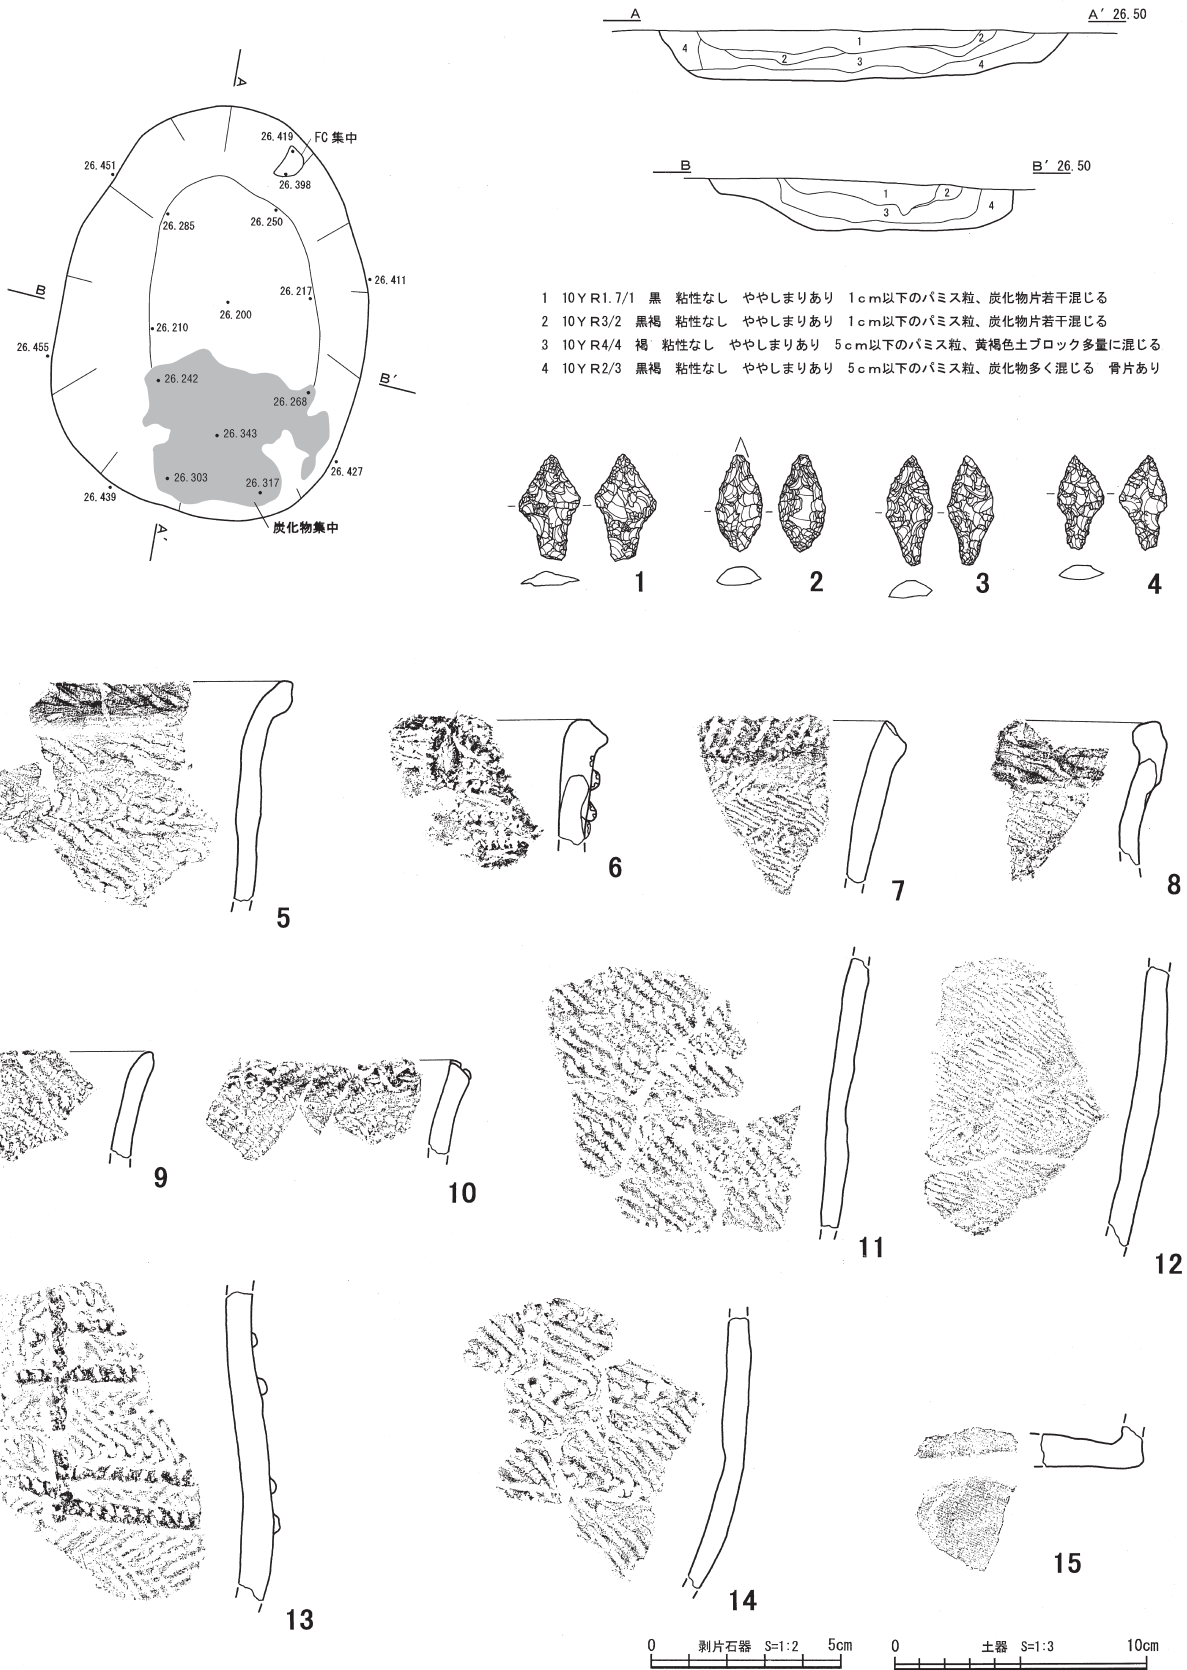 A A′ 26.50
4 1 2
2 3 4
A
26.419 FC集中
26.451
26.398
26.285 26.250
B B′ 26.50
1 2
3 4
B
26.411
26.217
26.200
26.210
26.455
26.242
B′
26.268
26.343
26.427
26.303 26.317
26.439
炭化物集中
A′
1 10YR1.7/1 黒 粘性なし ややしまりあり 1cm以下のパミス粒、炭化物片若干混じる
2 10YR3/2 黒褐 粘性なし ややしまりあり 1cm以下のパミス粒、炭化物片若干混じる
3 10YR4/4 褐 粘性なし ややしまりあり 5cm以下のパミス粒、黄褐色土ブロック多量に混じる
4 10YR2/3 黒褐 粘性なし ややしまりあり 5cm以下のパミス粒、炭化物多く混じる 骨片あり
1 2 3 4
5 6 7 8
9 10 11 12
13 14 15
0 剥片石器 S=1:2 5cm
0 土器 S=1:3 10cm